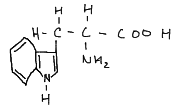 H H
H - C - C - COOH
NH2
N
H